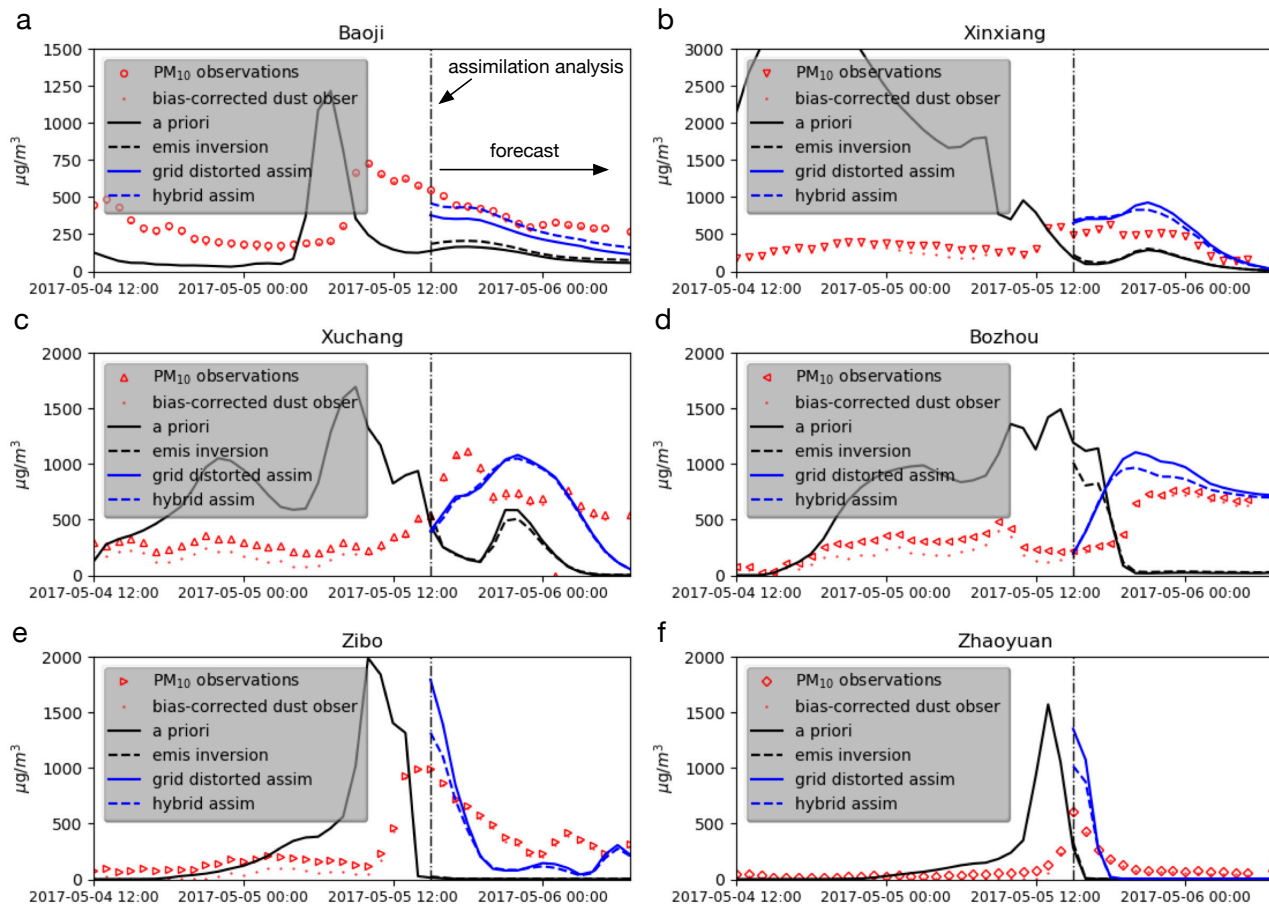 a
Baoji
1500
1250
1000
750
500
250
0
µg/m³
PM₁₀ observations
bias-corrected dust obser
a priori
emis inversion
grid distorted assim
hybrid assim
assimilation analysis
forecast
2017-05-04 12:00
2017-05-05 00:00
2017-05-05 12:00
2017-05-06 00:00
b
Xinxiang
3000
2500
2000
1500
1000
500
0
µg/m³
PM₁₀ observations
bias-corrected dust obser
a priori
emis inversion
grid distorted assim
hybrid assim
2017-05-04 12:00
2017-05-05 00:00
2017-05-05 12:00
2017-05-06 00:00
c
Xuchang
2000
1500
1000
500
0
µg/m³
PM₁₀ observations
bias-corrected dust obser
a priori
emis inversion
grid distorted assim
hybrid assim
2017-05-04 12:00
2017-05-05 00:00
2017-05-05 12:00
2017-05-06 00:00
d
Bozhou
2000
1500
1000
500
0
µg/m³
PM₁₀ observations
bias-corrected dust obser
a priori
emis inversion
grid distorted assim
hybrid assim
2017-05-04 12:00
2017-05-05 00:00
2017-05-05 12:00
2017-05-06 00:00
e
Zibo
2000
1500
1000
500
0
µg/m³
PM₁₀ observations
bias-corrected dust obser
a priori
emis inversion
grid distorted assim
hybrid assim
2017-05-04 12:00
2017-05-05 00:00
2017-05-05 12:00
2017-05-06 00:00
f
Zhaoyuan
2000
1500
1000
500
0
µg/m³
PM₁₀ observations
bias-corrected dust obser
a priori
emis inversion
grid distorted assim
hybrid assim
2017-05-04 12:00
2017-05-05 00:00
2017-05-05 12:00
2017-05-06 00:00